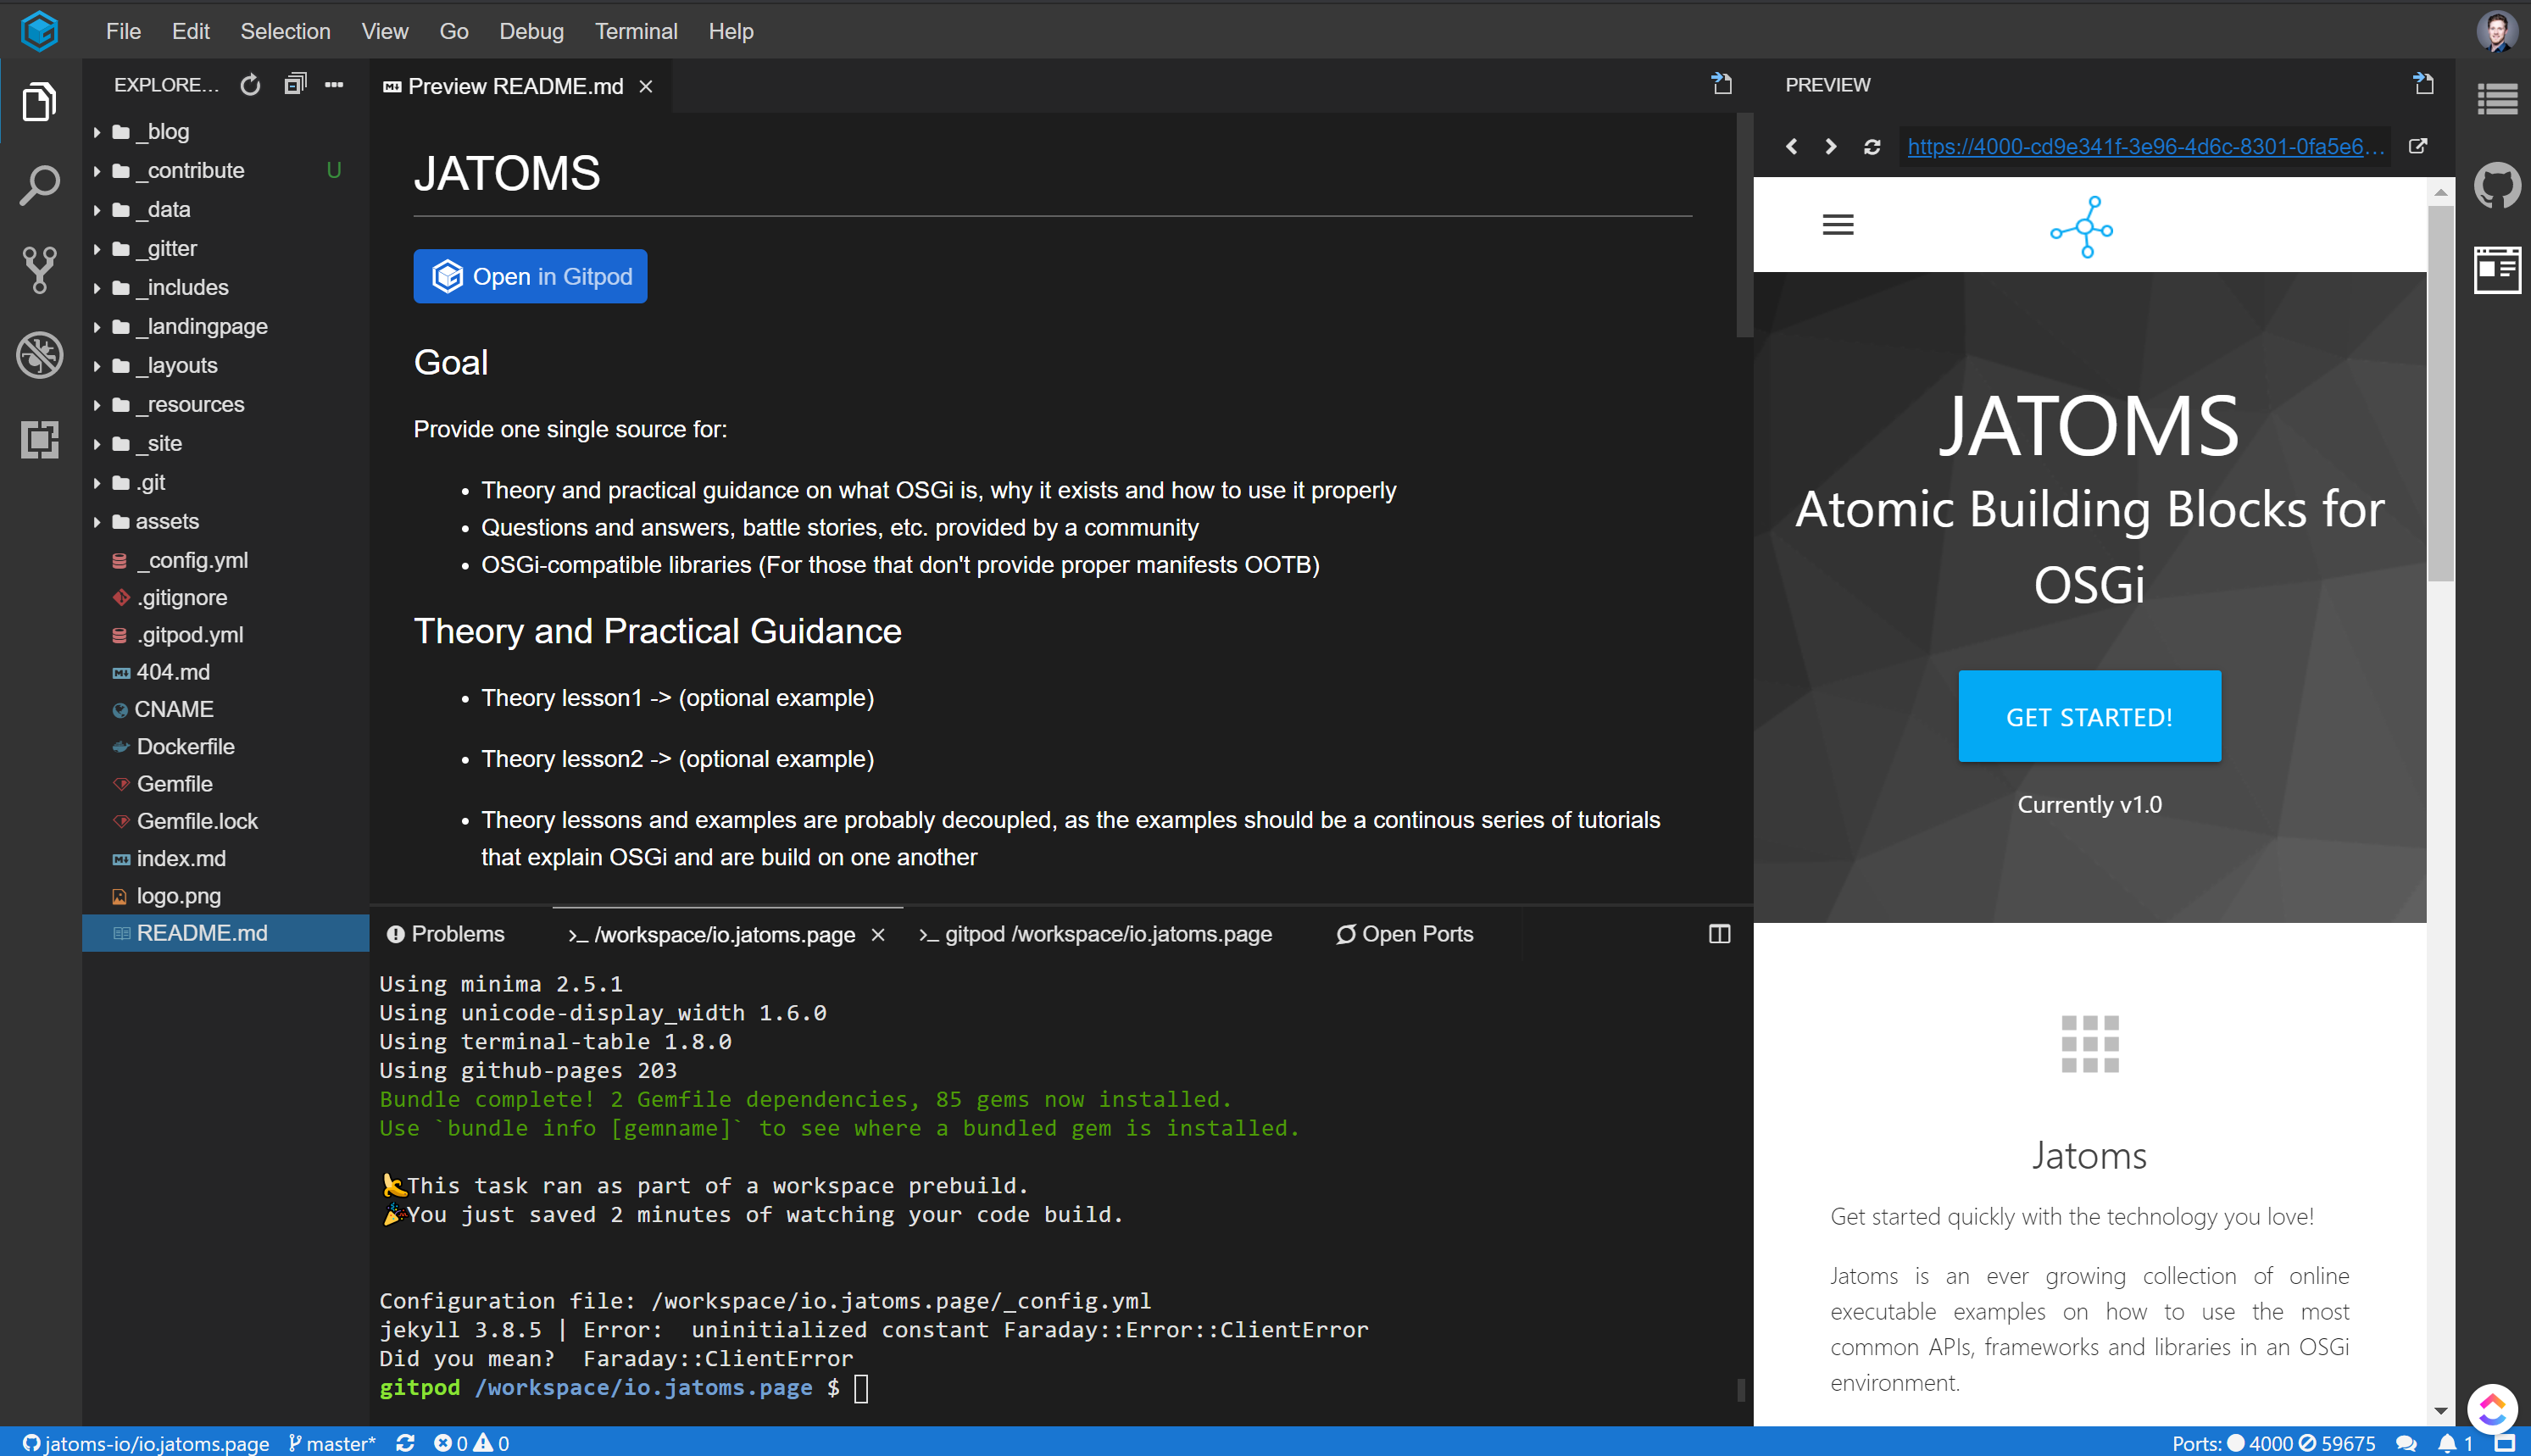 File Edit Selection View Go Debug Terminal Help
EXPLORE...
_blog
_contribute U
_data
_gitter
_includes
_landingpage
_layouts
_resources
_site
.git
assets
_config.yml
.gitignore
.gitpod.yml
404.md
CNAME
Dockerfile
Gemfile
Gemfile.lock
index.md
logo.png
README.md
Preview README.md
JATOMS
Open in Gitpod
Goal
Provide one single source for:
• Theory and practical guidance on what OSGi is, why it exists and how to use it properly
• Questions and answers, battle stories, etc. provided by a community
• OSGi-compatible libraries (For those that don't provide proper manifests OOTB)
Theory and Practical Guidance
• Theory lesson1 -> (optional example)
• Theory lesson2 -> (optional example)
• Theory lessons and examples are probably decoupled, as the examples should be a continous series of tutorials
that explain OSGi and are build on one another
Problems >_ /workspace/io.jatoms.page >_ gitpod /workspace/io.jatoms.page Open Ports
Using minima 2.5.1
Using unicode-display_width 1.6.0
Using terminal-table 1.8.0
Using github-pages 203
Bundle complete! 2 Gemfile dependencies, 85 gems now installed.
Use `bundle info [gemname]` to see where a bundled gem is installed.
🍌This task ran as part of a workspace prebuild.
🎉You just saved 2 minutes of watching your code build.
Configuration file: /workspace/io.jatoms.page/_config.yml
jekyll 3.8.5 | Error:  uninitialized constant Faraday::Error::ClientError
Did you mean?  Faraday::ClientError
gitpod /workspace/io.jatoms.page $
PREVIEW
https://4000-cd9e341f-3e96-4d6c-8301-0fa5e6...
JATOMS
Atomic Building Blocks for
OSGi
GET STARTED!
Currently v1.0
Jatoms
Get started quickly with the technology you love!
Jatoms is an ever growing collection of online
executable examples on how to use the most
common APIs, frameworks and libraries in an OSGi
environment.
jatoms-io/io.jatoms.page master* 0 0 Ports: 4000 59675 1